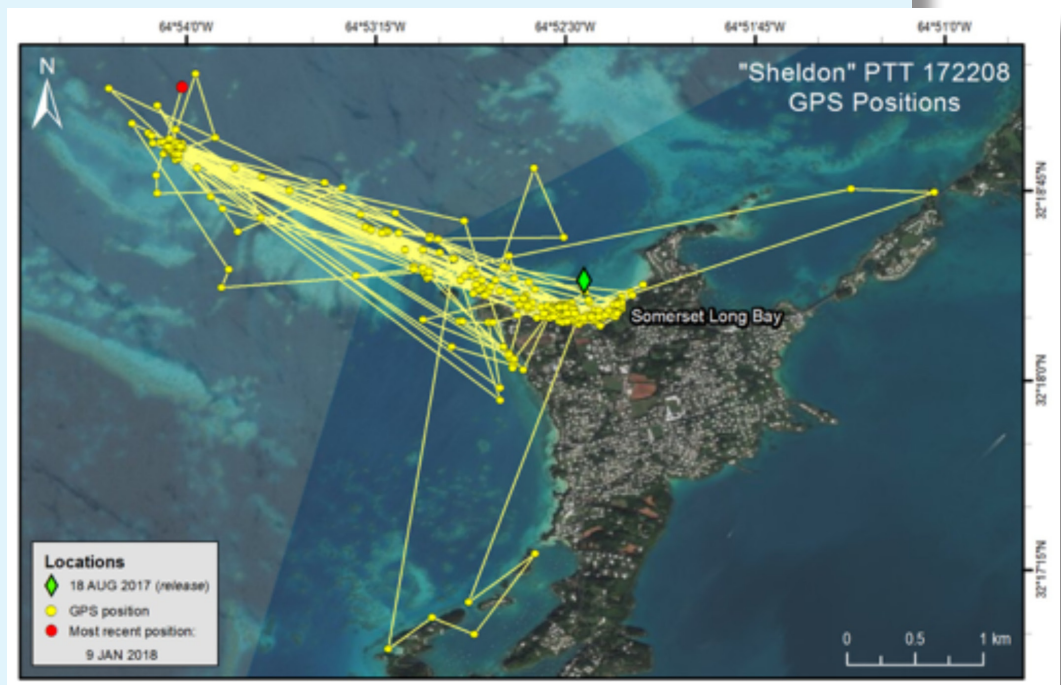 64°54'0"W 64°53'15"W 64°52'30"W 64°51'45"W 64°51'0"W
N
"Sheldon" PTT 172208
GPS Positions
32°18'45"N
Somerset Long Bay
32°18'0"N
32°17'15"N
Locations
18 AUG 2017 (release)
GPS position
Most recent position:
9 JAN 2018
0 0.5 1 km